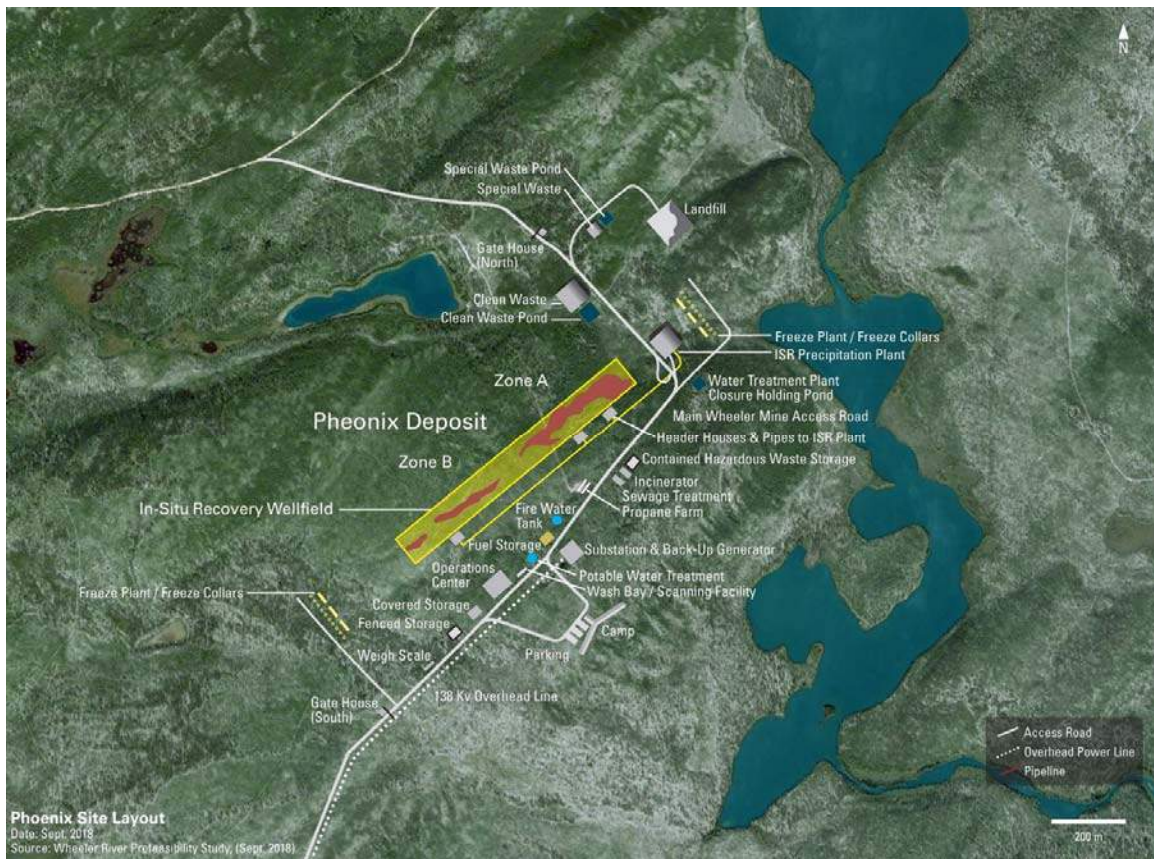 N
Special Waste Pond
Special Waste
Landfill
Gate House
(North)
Clean Waste
Clean Waste Pond
Freeze Plant / Freeze Collars
ISR Precipitation Plant
Zone A
Water Treatment Plant
Closure Holding Pond
Pheonix Deposit
Main Wheeler Mine Access Road
Header Houses & Pipes to ISR Plant
Zone B
Contained Hazardous Waste Storage
Incinerator
Sewage Treatment
Propane Farm
In-Situ Recovery Wellfield
Fire Water
Tank
Fuel Storage
Substation & Back-Up Generator
Operations
Center
Potable Water Treatment
Wash Bay / Scanning Facility
Freeze Plant / Freeze Collars
Covered Storage
Fenced Storage
Camp
Parking
Weigh Scale
138 Kv Overhead Line
Gate House
(South)
Access Road
Overhead Power Line
Pipeline
Phoenix Site Layout
Date: Sept. 2018
Source: Wheeler River Prefeasibility Study, (Sept. 2018)
200 m